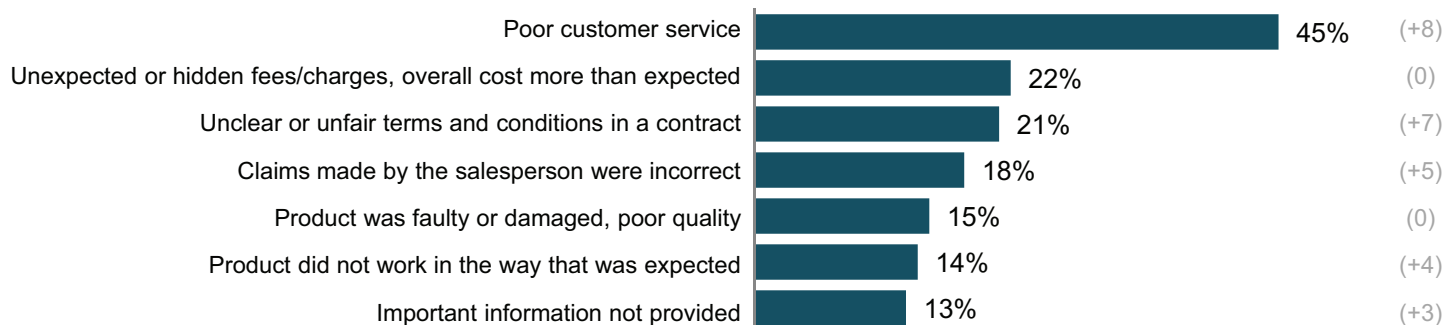 Poor customer service 45% (+8)
Unexpected or hidden fees/charges, overall cost more than expected 22% (0)
Unclear or unfair terms and conditions in a contract 21% (+7)
Claims made by the salesperson were incorrect 18% (+5)
Product was faulty or damaged, poor quality 15% (0)
Product did not work in the way that was expected 14% (+4)
Important information not provided 13% (+3)